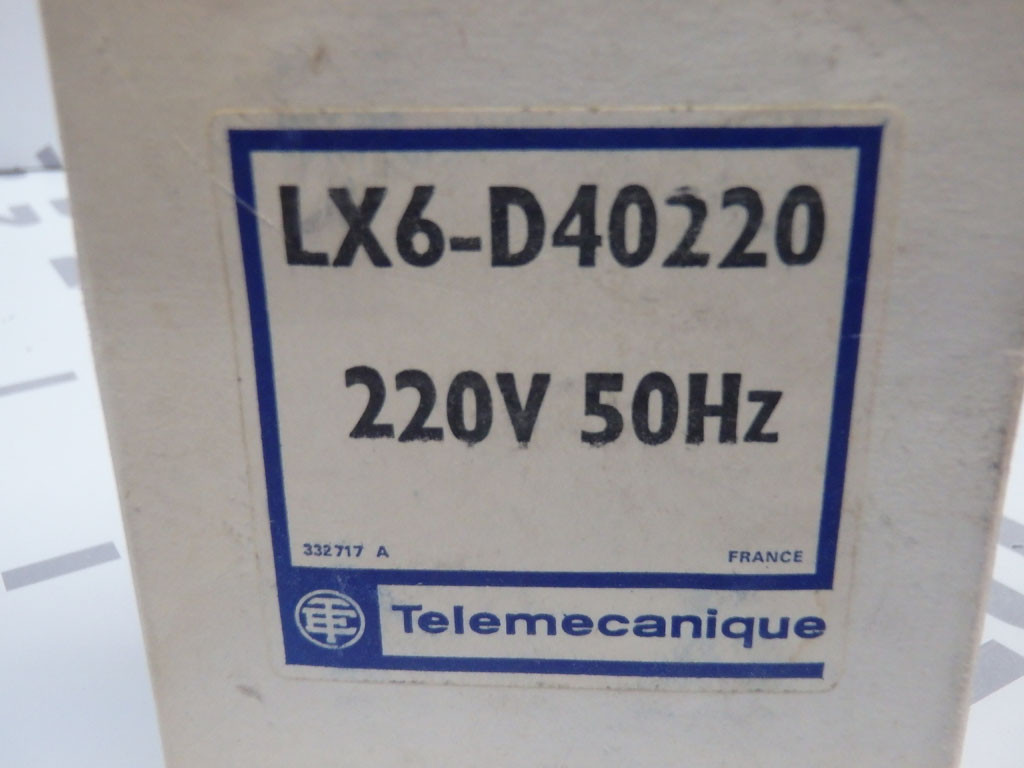 LX6-D40220
220V 50Hz
332717 A FRANCE
Telemecanique